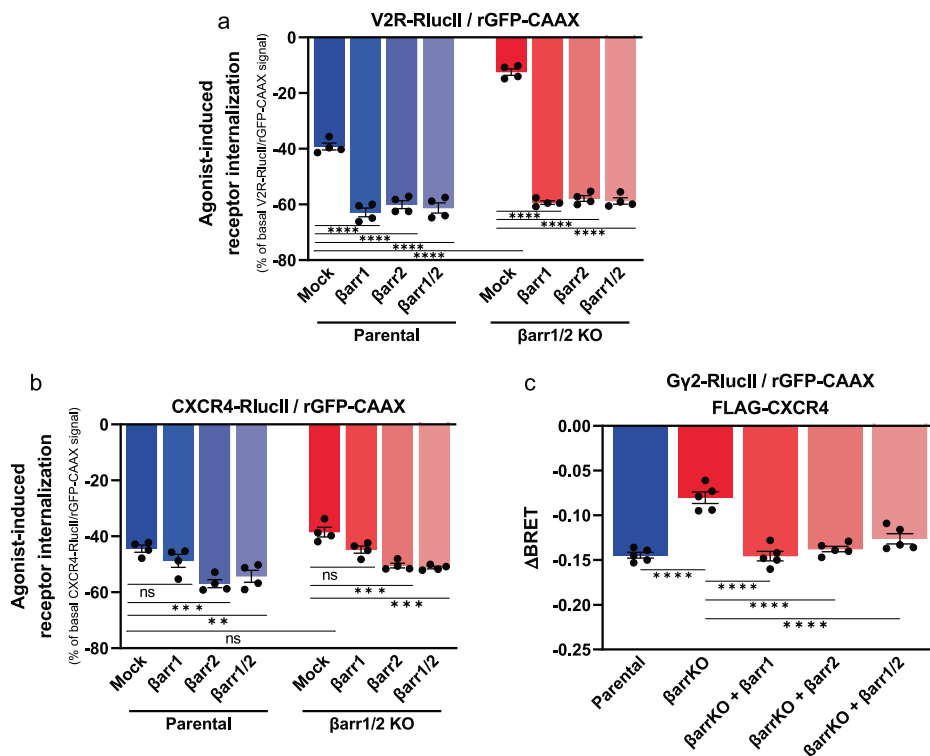 a
V2R-RlucII / rGFP-CAAX
Agonist-induced
receptor internalization
(% of basal V2R-RlucII/rGFP-CAAX signal)
0
-20
-40
-60
-80
****
****
****
****
****
****
****
Mock
βarr1
βarr2
βarr1/2
Mock
βarr1
βarr2
βarr1/2
Parental
βarr1/2 KO
b
CXCR4-RlucII / rGFP-CAAX
Agonist-induced
receptor internalization
(% of basal CXCR4-RlucII/rGFP-CAAX signal)
0
-20
-40
-60
-80
ns
***
**
ns
ns
***
***
Mock
βarr1
βarr2
βarr1/2
Mock
βarr1
βarr2
βarr1/2
Parental
βarr1/2 KO
c
Gγ2-RlucII / rGFP-CAAX
FLAG-CXCR4
ΔBRET
0.00
-0.05
-0.10
-0.15
-0.20
-0.25
****
****
****
****
Parental
βarrKO
βarrKO + βarr1
βarrKO + βarr2
βarrKO + βarr1/2